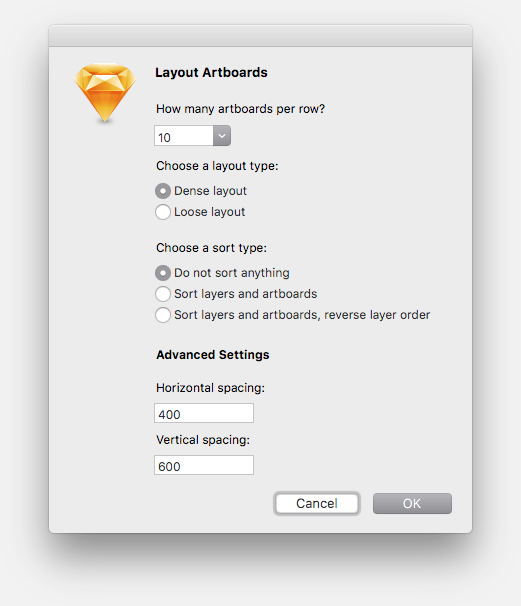 Layout Artboards
How many artboards per row?
10
Choose a layout type:
Dense layout
Loose layout
Choose a sort type:
Do not sort anything
Sort layers and artboards
Sort layers and artboards, reverse layer order
Advanced Settings
Horizontal spacing:
400
Vertical spacing:
600
Cancel OK